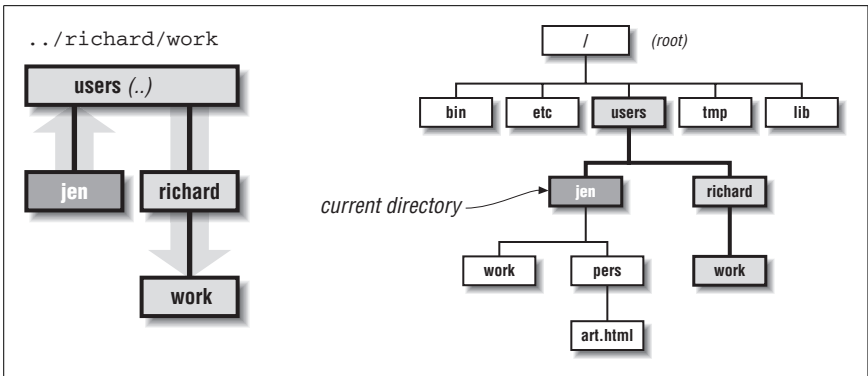 ../richard/work
users (..)
jen
richard
work
/
(root)
bin
etc
users
tmp
lib
current directory
jen
richard
work
pers
work
art.html